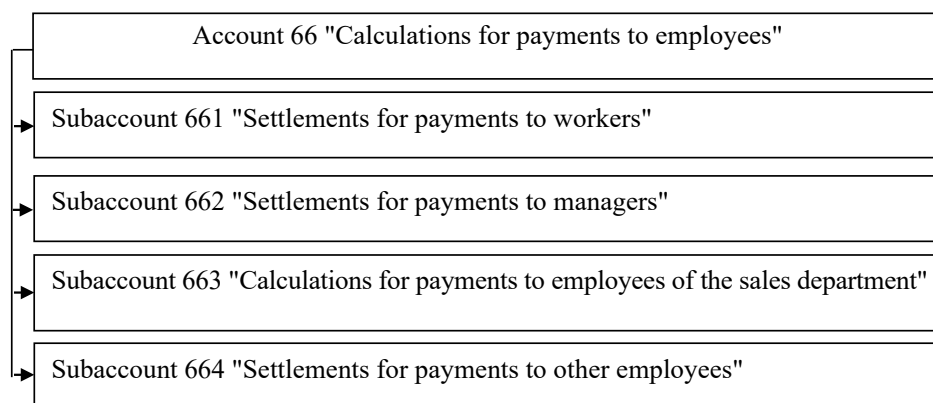 Account 66 "Calculations for payments to employees"
Subaccount 661 "Settlements for payments to workers"
Subaccount 662 "Settlements for payments to managers"
Subaccount 663 "Calculations for payments to employees of the sales department"
Subaccount 664 "Settlements for payments to other employees"